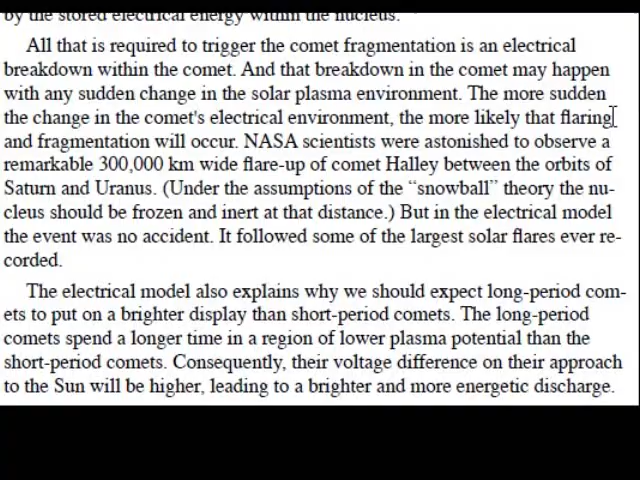 by the stored electrical energy within the nucleus.
All that is required to trigger the comet fragmentation is an electrical
breakdown within the comet. And that breakdown in the comet may happen
with any sudden change in the solar plasma environment. The more sudden
the change in the comet's electrical environment, the more likely that flaring
and fragmentation will occur. NASA scientists were astonished to observe a
remarkable 300,000 km wide flare-up of comet Halley between the orbits of
Saturn and Uranus. (Under the assumptions of the “snowball” theory the nu-
cleus should be frozen and inert at that distance.) But in the electrical model
the event was no accident. It followed some of the largest solar flares ever re-
corded.
The electrical model also explains why we should expect long-period com-
ets to put on a brighter display than short-period comets. The long-period
comets spend a longer time in a region of lower plasma potential than the
short-period comets. Consequently, their voltage difference on their approach
to the Sun will be higher, leading to a brighter and more energetic discharge.